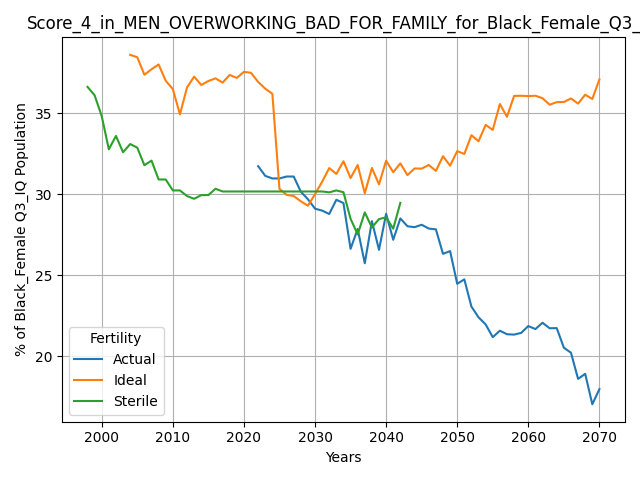 Score_4_in_MEN_OVERWORKING_BAD_FOR_FAMILY_for_Black_Female_Q3_
% of Black_Female Q3_IQ Population
35
30
25
20
Fertility
Actual
Ideal
Sterile
2000 2010 2020 2030 2040 2050 2060 2070
Years